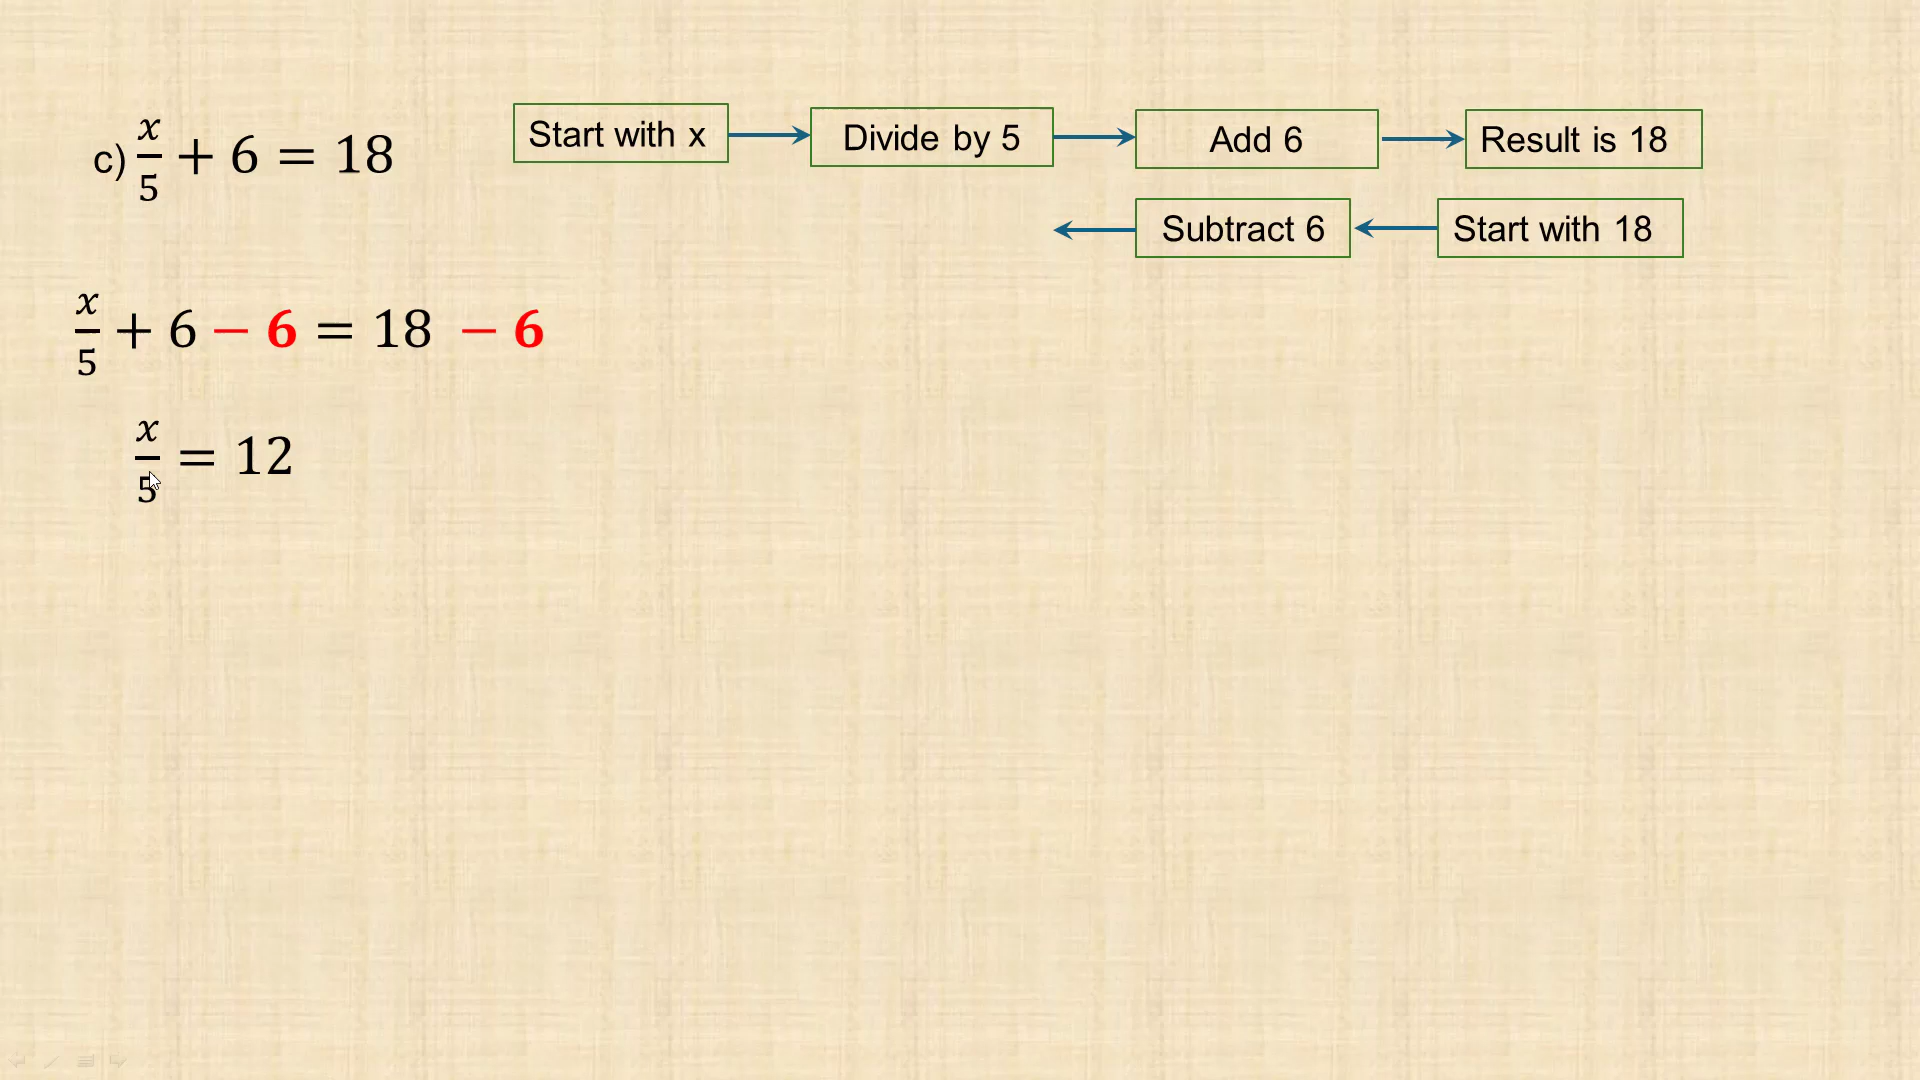 c) x/5 + 6 = 18
Start with x
Divide by 5
Add 6
Result is 18
Subtract 6
Start with 18
x/5 + 6 − 6 = 18 − 6
x/5 = 12